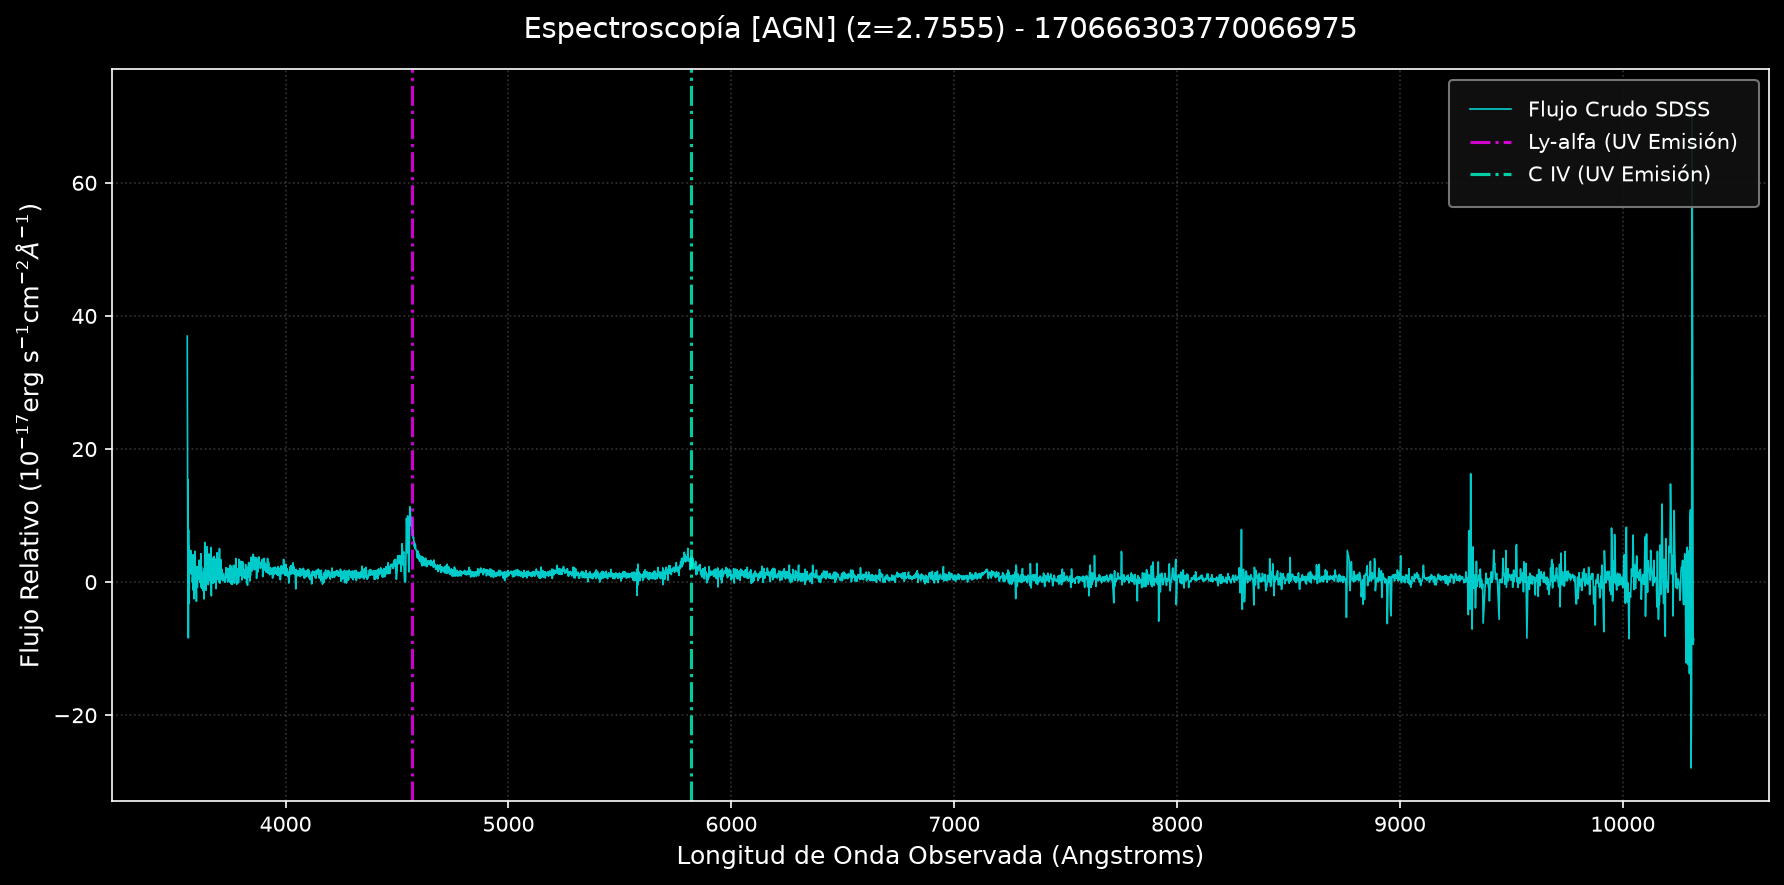 Espectroscopía [AGN] (z=2.7555) - 170666303770066975
Flujo Crudo SDSS
Ly-alfa (UV Emisión)
C IV (UV Emisión)
Flujo Relativo (10⁻¹⁷erg s⁻¹cm⁻²Å⁻¹)
60
40
20
0
−20
4000 5000 6000 7000 8000 9000 10000
Longitud de Onda Observada (Angstroms)